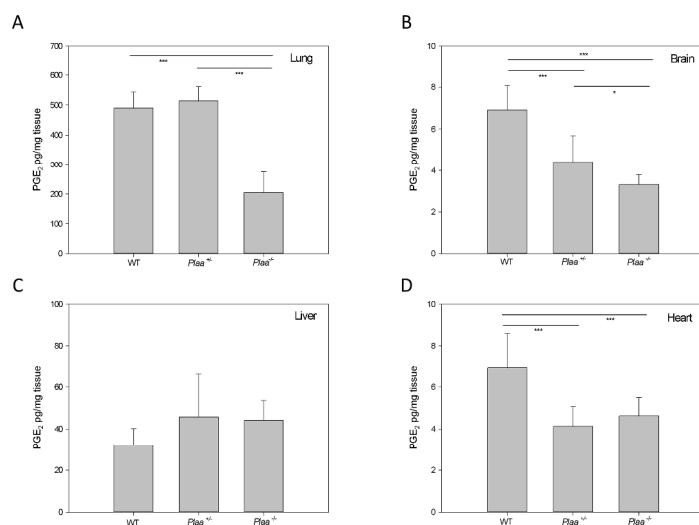 A
Lung
PGE₂ pg/mg tissue
700
600
500
400
300
200
100
0
***
***
WT
Plaa⁺/⁻
Plaa⁻/⁻
B
Brain
PGE₂ pg/mg tissue
10
8
6
4
2
0
***
***
*
WT
Plaa⁺/⁻
Plaa⁻/⁻
C
Liver
PGE₂ pg/mg tissue
100
80
60
40
20
0
WT
Plaa⁺/⁻
Plaa⁻/⁻
D
Heart
PGE₂ pg/mg tissue
10
8
6
4
2
0
***
***
WT
Plaa⁺/⁻
Plaa⁻/⁻